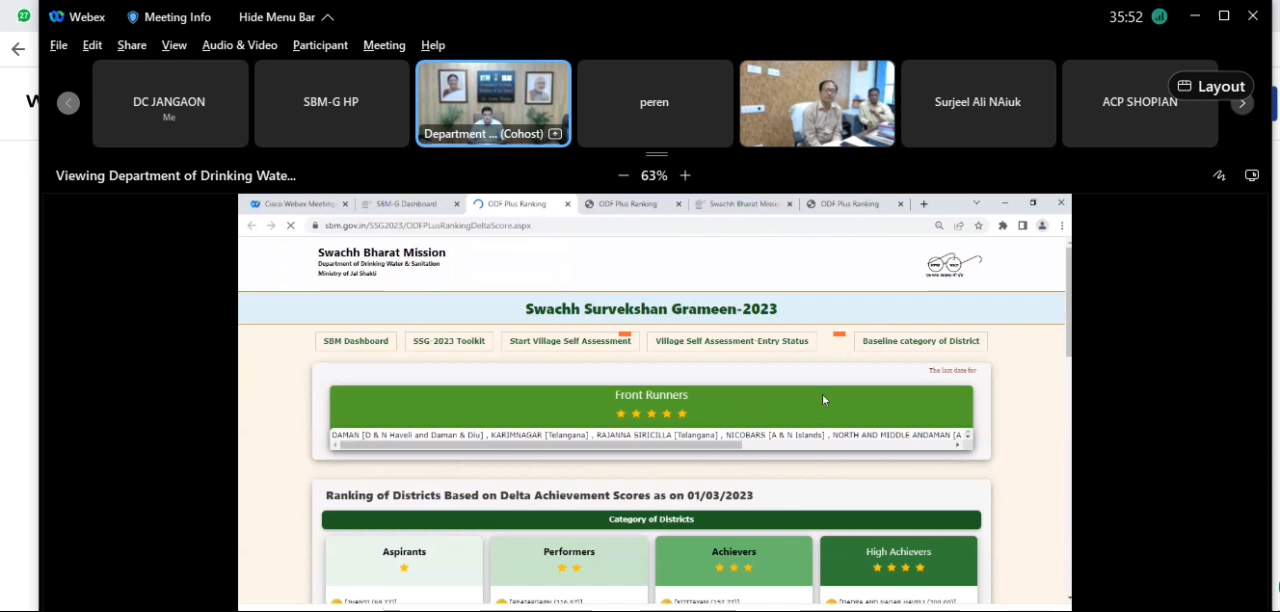 27
Webex
Meeting Info
Hide Menu Bar
35:52
File
Edit
Share
View
Audio & Video
Participant
Meeting
Help
DC JANGAON
Me
SBM-G HP
Department ... (Cohost)
peren
Surjeel Ali NAiuk
ACP SHOPIAN
Layout
Viewing Department of Drinking Wate...
63%
Cisco Webex Meeting
SBM-G Dashboard
ODF Plus Ranking
ODF Plus Ranking
Swachh Bharat Missi
ODF Plus Ranking
sbm.gov.in/SSG2023/ODFPLusRankingDeltaScore.aspx
Swachh Bharat Mission
Department of Drinking Water & Sanitation
Ministry of Jal Shakti
Swachh Survekshan Grameen-2023
SBM Dashboard
SSG-2023 Toolkit
Start Village Self Assessment
Village Self Assessment-Entry Status
Baseline category of District
The last date for
Front Runners
DAMAN [D & N Haveli and Daman & Diu] , KARIMNAGAR [Telangana] , RAJANNA SIRICILLA [Telangana] , NICOBARS [A & N Islands] , NORTH AND MIDDLE ANDAMAN [A
Ranking of Districts Based on Delta Achievement Scores as on 01/03/2023
Category of Districts
Aspirants
Performers
Achievers
High Achievers